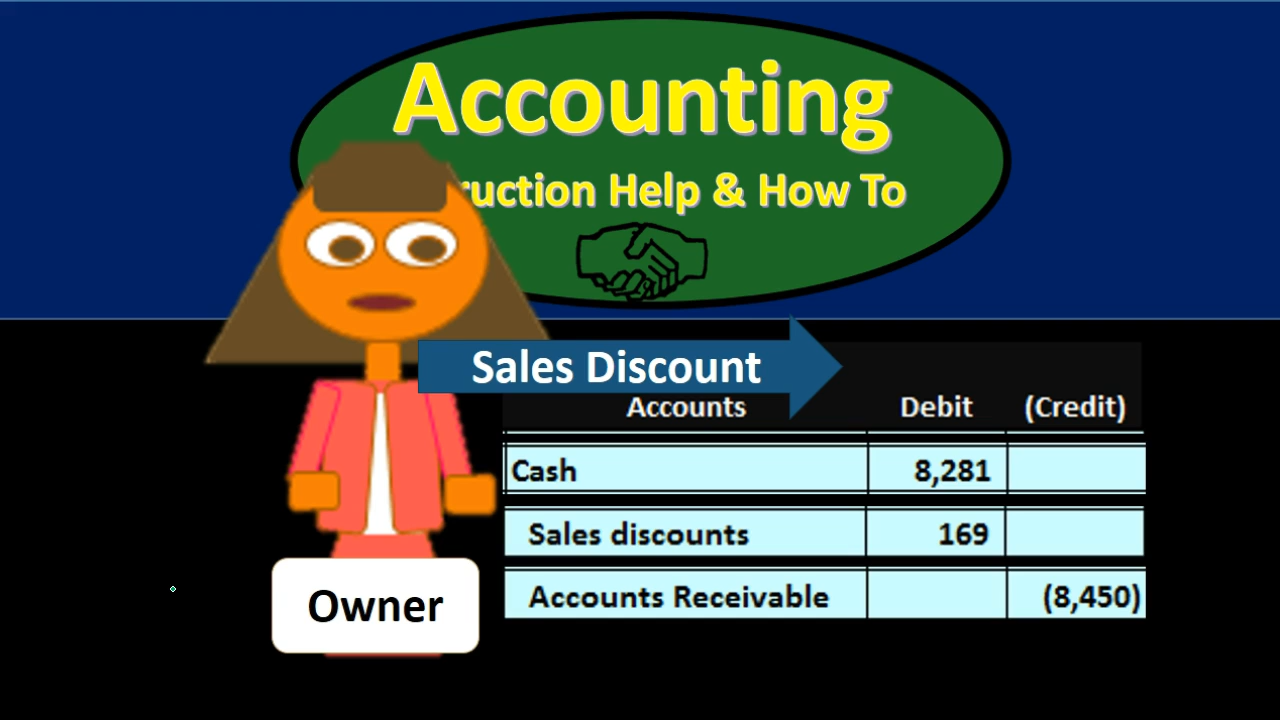 Accounting
ruction Help & How To
Sales Discount
Accounts Debit (Credit)
Cash 8,281
Sales discounts 169
Accounts Receivable (8,450)
Owner